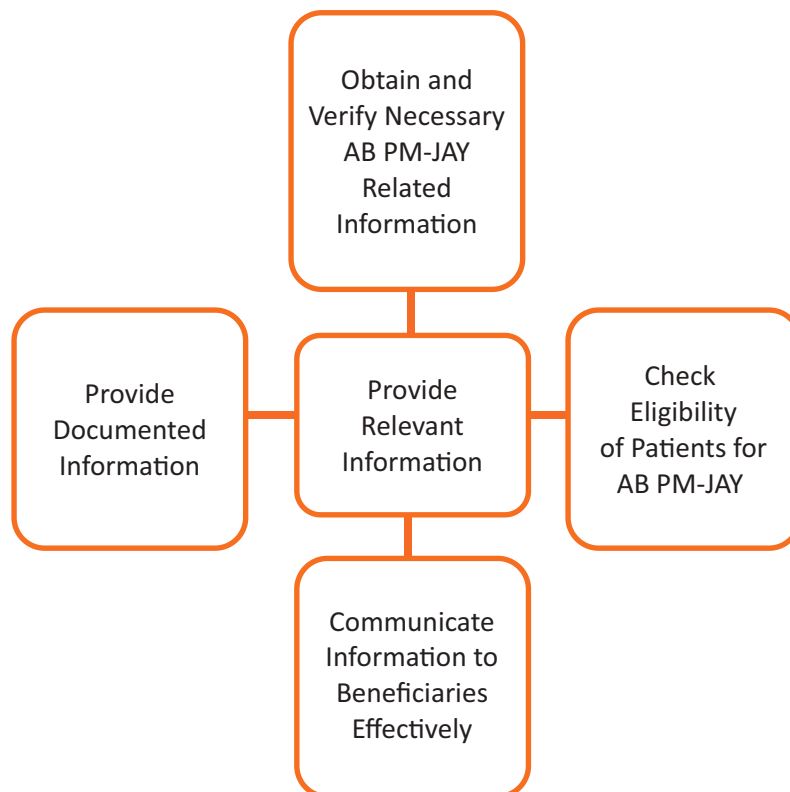 Obtain and
Verify Necessary
AB PM-JAY
Related
Information
Provide
Documented
Information
Provide
Relevant
Information
Check
Eligibility
of Patients for
AB PM-JAY
Communicate
Information to
Beneficiaries
Effectively